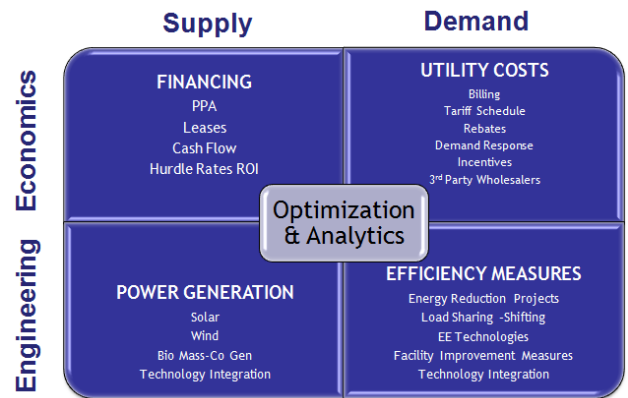 Supply
Demand
Economics
FINANCING
PPA
Leases
Cash Flow
Hurdle Rates ROI
UTILITY COSTS
Billing
Tariff Schedule
Rebates
Demand Response
Incentives
3rd Party Wholesalers
Optimization
& Analytics
Engineering
POWER GENERATION
Solar
Wind
Bio Mass-Co Gen
Technology Integration
EFFICIENCY MEASURES
Energy Reduction Projects
Load Sharing -Shifting
EE Technologies
Facility Improvement Measures
Technology Integration